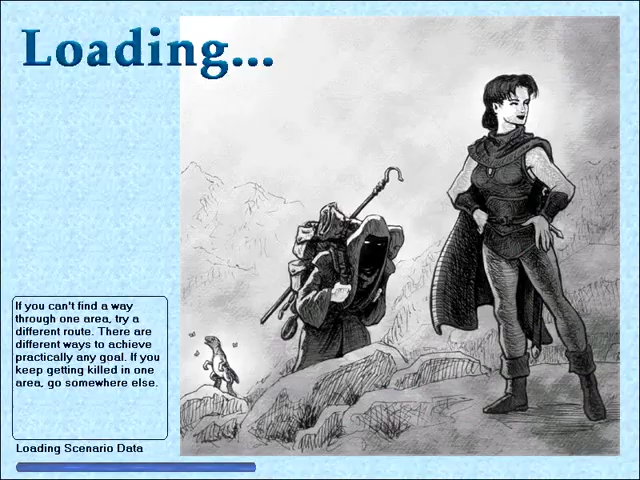 Loading...
If you can't find a way
through one area, try a
different route. There are
different ways to achieve
practically any goal. If you
keep getting killed in one
area, go somewhere else.
Loading Scenario Data